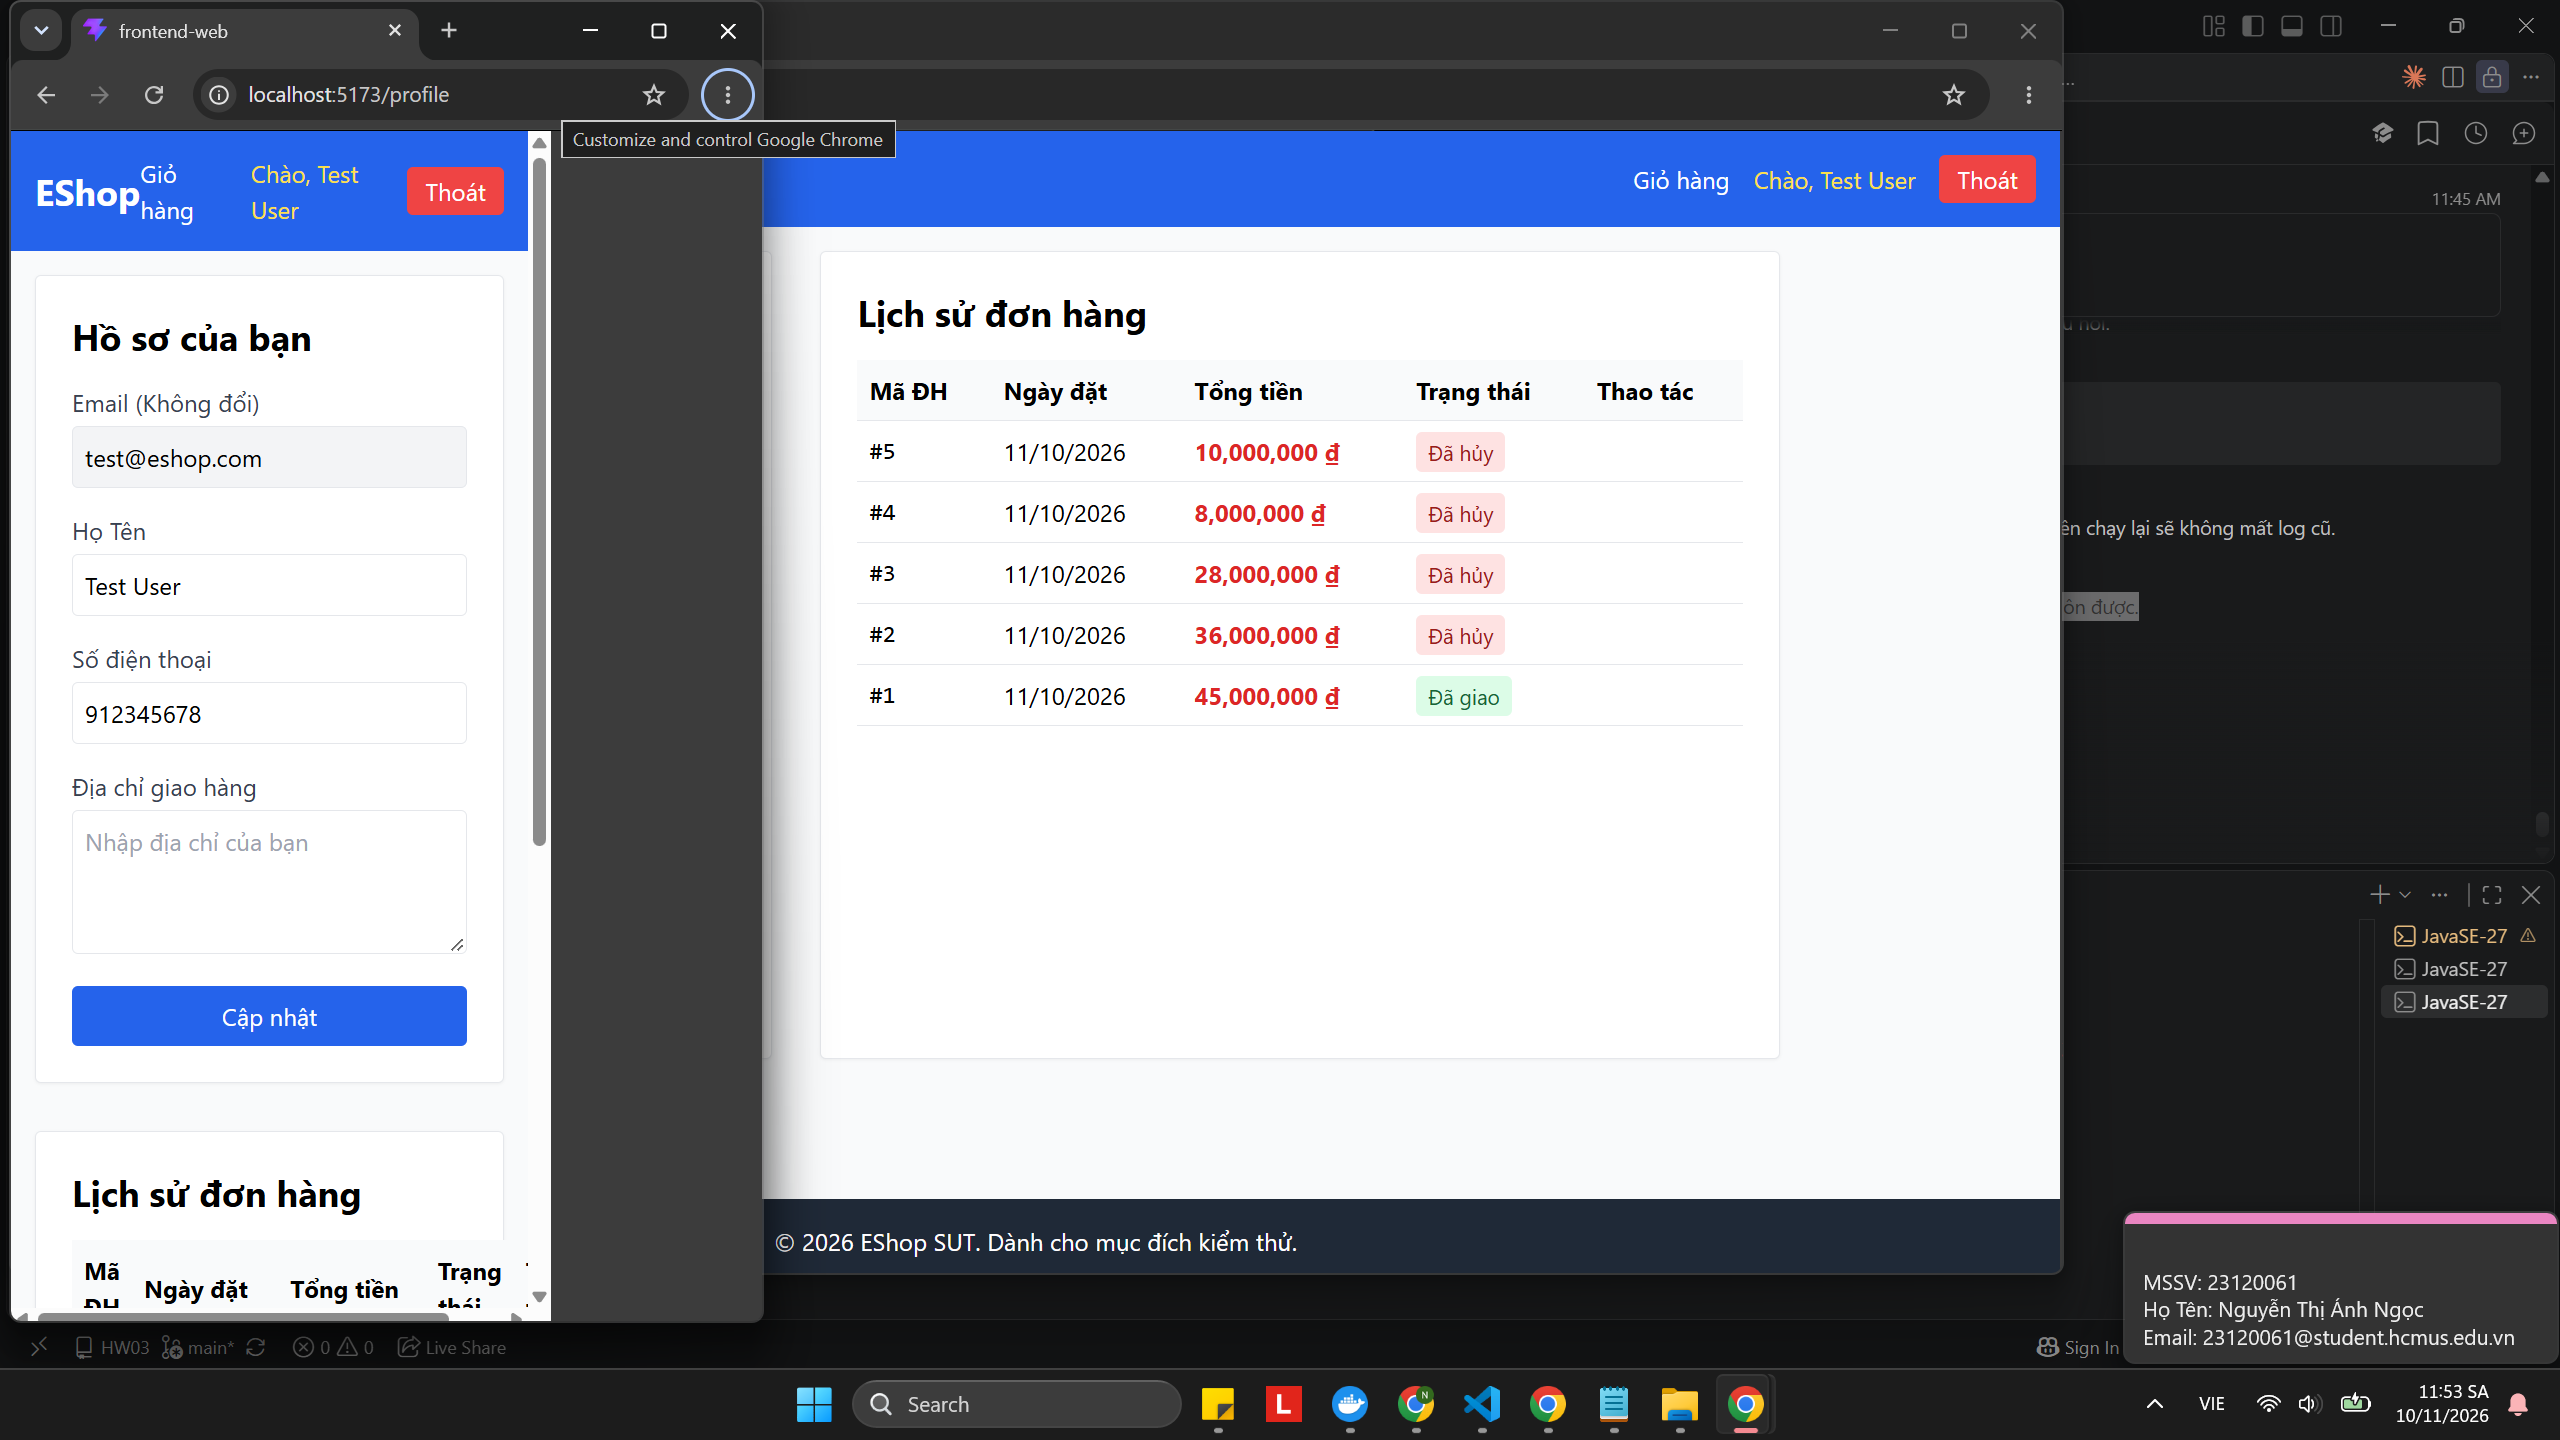 frontend-web
localhost:5173/profile
Customize and control Google Chrome
EShop
Giỏ hàng
Chào, Test User
Thoát
Hồ sơ của bạn
Email (Không đổi)
test@eshop.com
Họ Tên
Test User
Số điện thoại
912345678
Địa chỉ giao hàng
Nhập địa chỉ của bạn
Cập nhật
Lịch sử đơn hàng
Mã ĐH Ngày đặt Tổng tiền Trạng thái
Giỏ hàng Chào, Test User Thoát
Lịch sử đơn hàng
Mã ĐH Ngày đặt Tổng tiền Trạng thái Thao tác
#5 11/10/2026 10,000,000 ₫ Đã hủy
#4 11/10/2026 8,000,000 ₫ Đã hủy
#3 11/10/2026 28,000,000 ₫ Đã hủy
#2 11/10/2026 36,000,000 ₫ Đã hủy
#1 11/10/2026 45,000,000 ₫ Đã giao
© 2026 EShop SUT. Dành cho mục đích kiểm thử.
11:45 AM
chạy lại sẽ không mất log cũ.
được.
JavaSE-27
JavaSE-27
JavaSE-27
MSSV: 23120061
Họ Tên: Nguyễn Thị Ánh Ngọc
Email: 23120061@student.hcmus.edu.vn
HW03 main* 0 0 Live Share
Sign In
Search
L
N
VIE
11:53 SA
10/11/2026